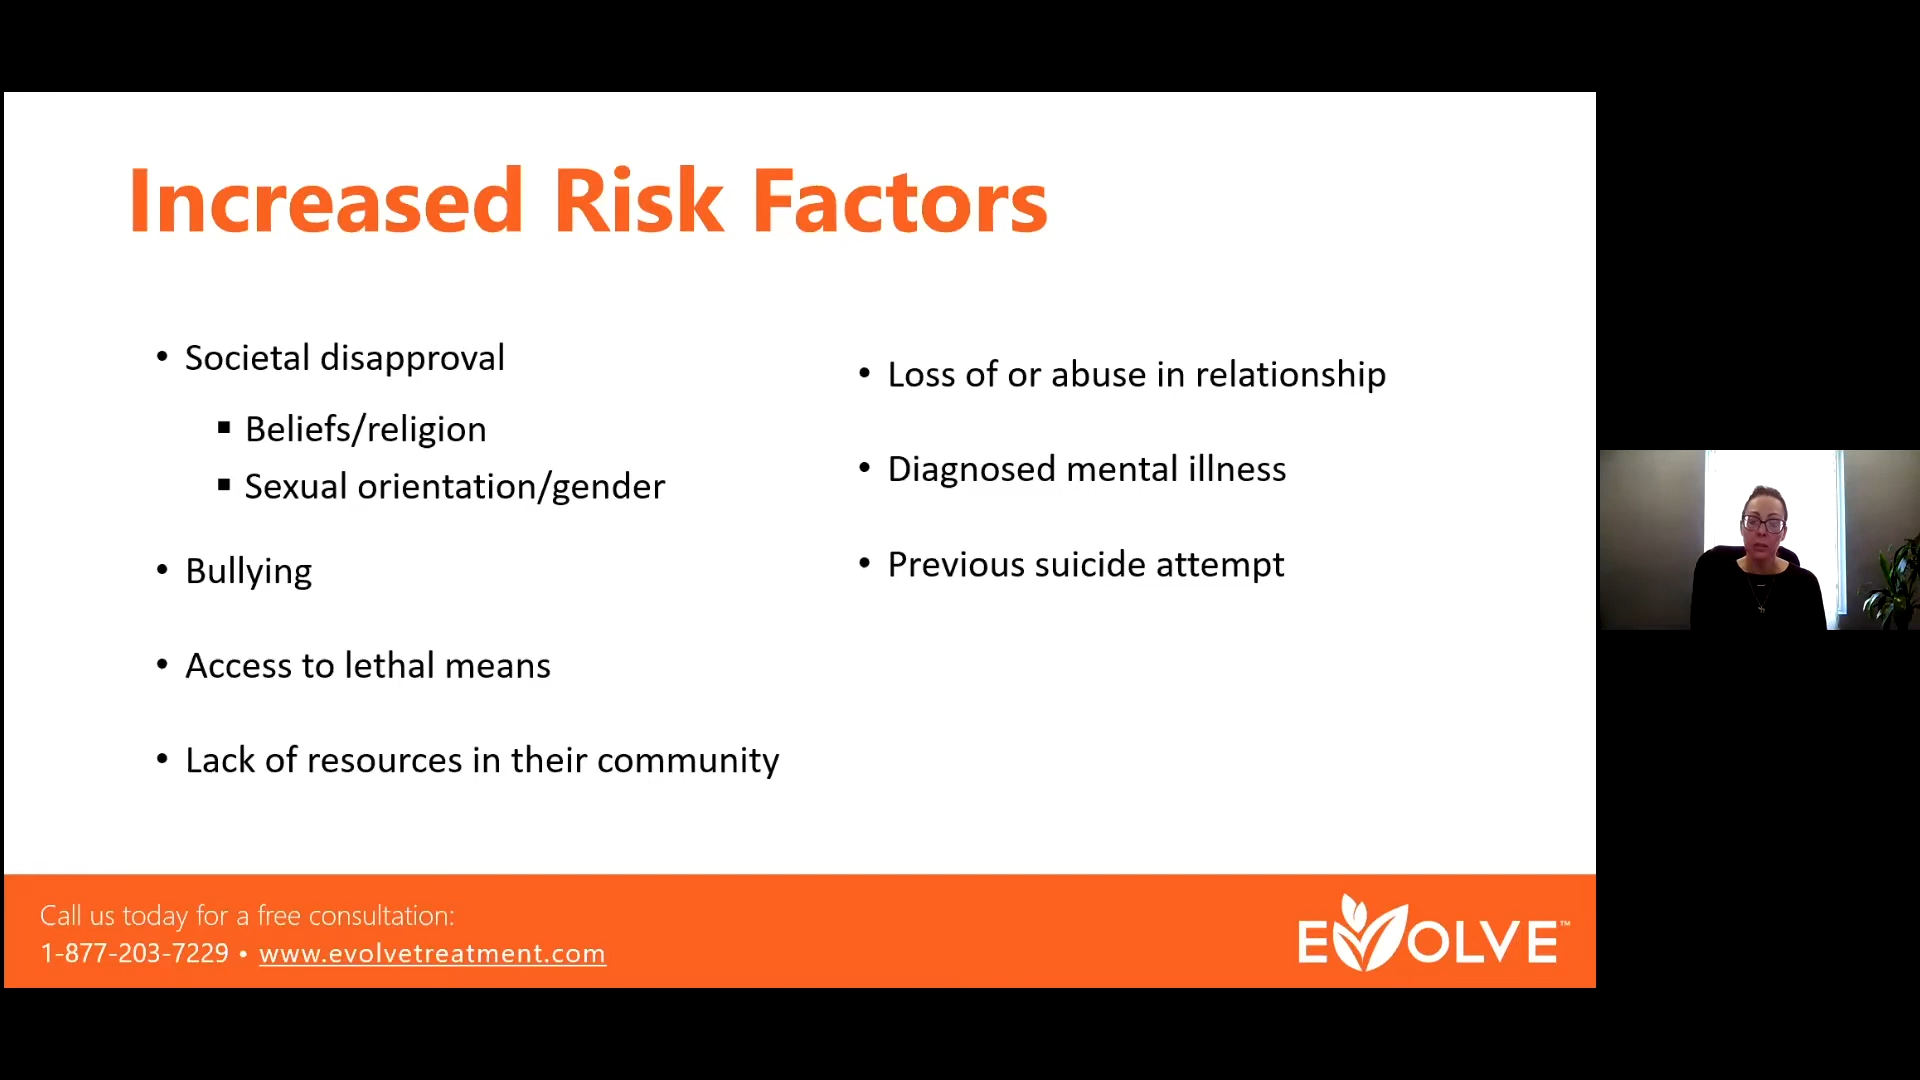 Increased Risk Factors
• Societal disapproval
▪ Beliefs/religion
▪ Sexual orientation/gender
• Bullying
• Access to lethal means
• Lack of resources in their community
• Loss of or abuse in relationship
• Diagnosed mental illness
• Previous suicide attempt
Call us today for a free consultation:
1-877-203-7229 • www.evolvetreatment.com
EVOLVE™